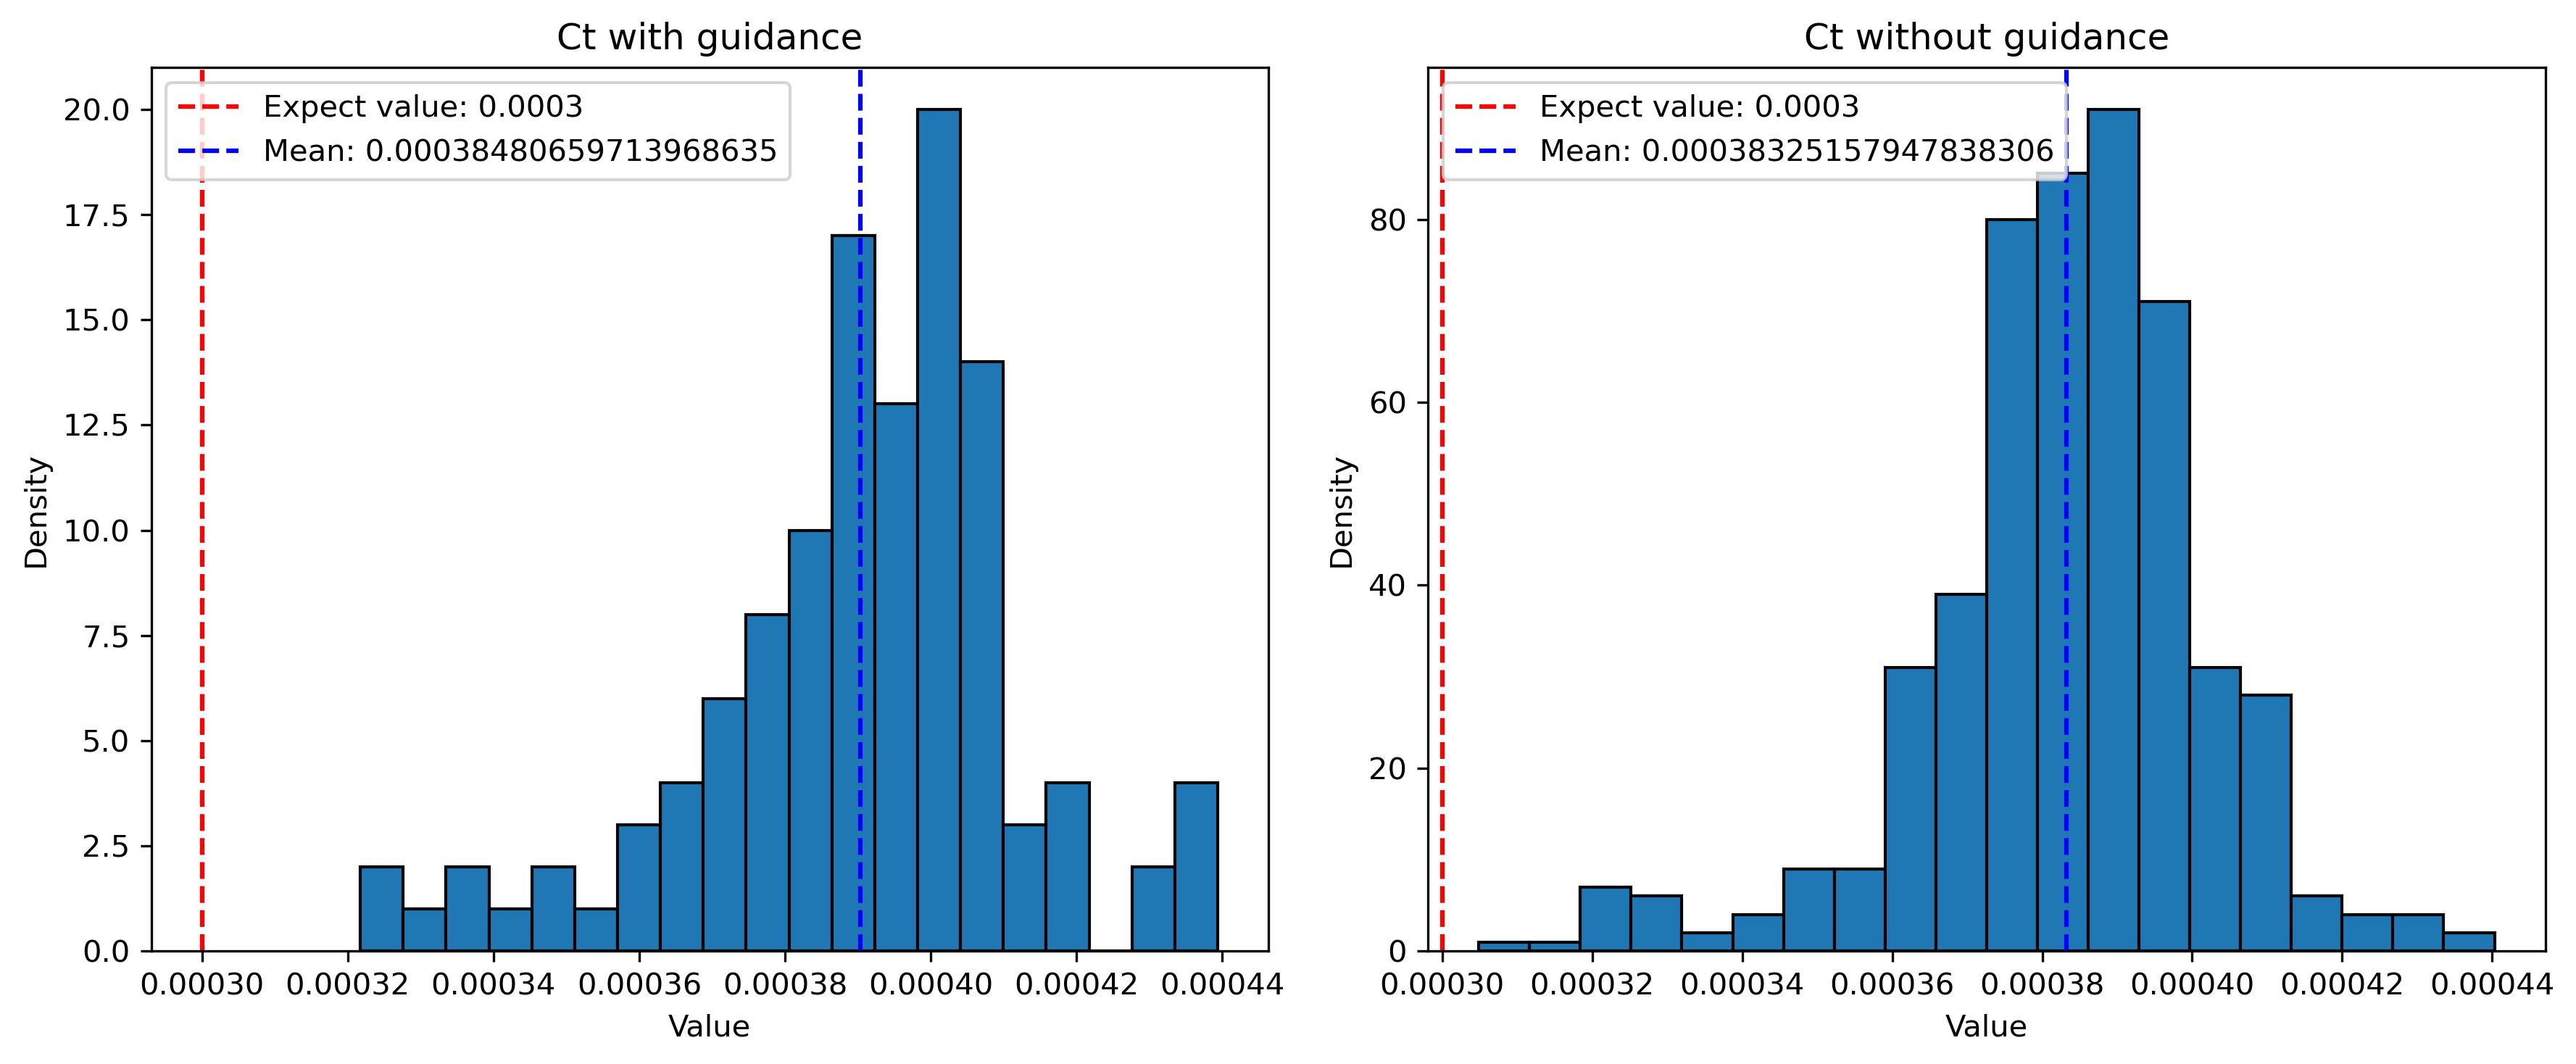 Ct with guidance
Expect value: 0.0003
Mean: 0.00038480659713968635
20.0
17.5
15.0
12.5
10.0
7.5
5.0
2.5
0.0
Density
0.00030 0.00032 0.00034 0.00036 0.00038 0.00040 0.00042 0.00044
Value
Ct without guidance
Expect value: 0.0003
Mean: 0.00038325157947838306
80
60
40
20
0
Density
0.00030 0.00032 0.00034 0.00036 0.00038 0.00040 0.00042 0.00044
Value